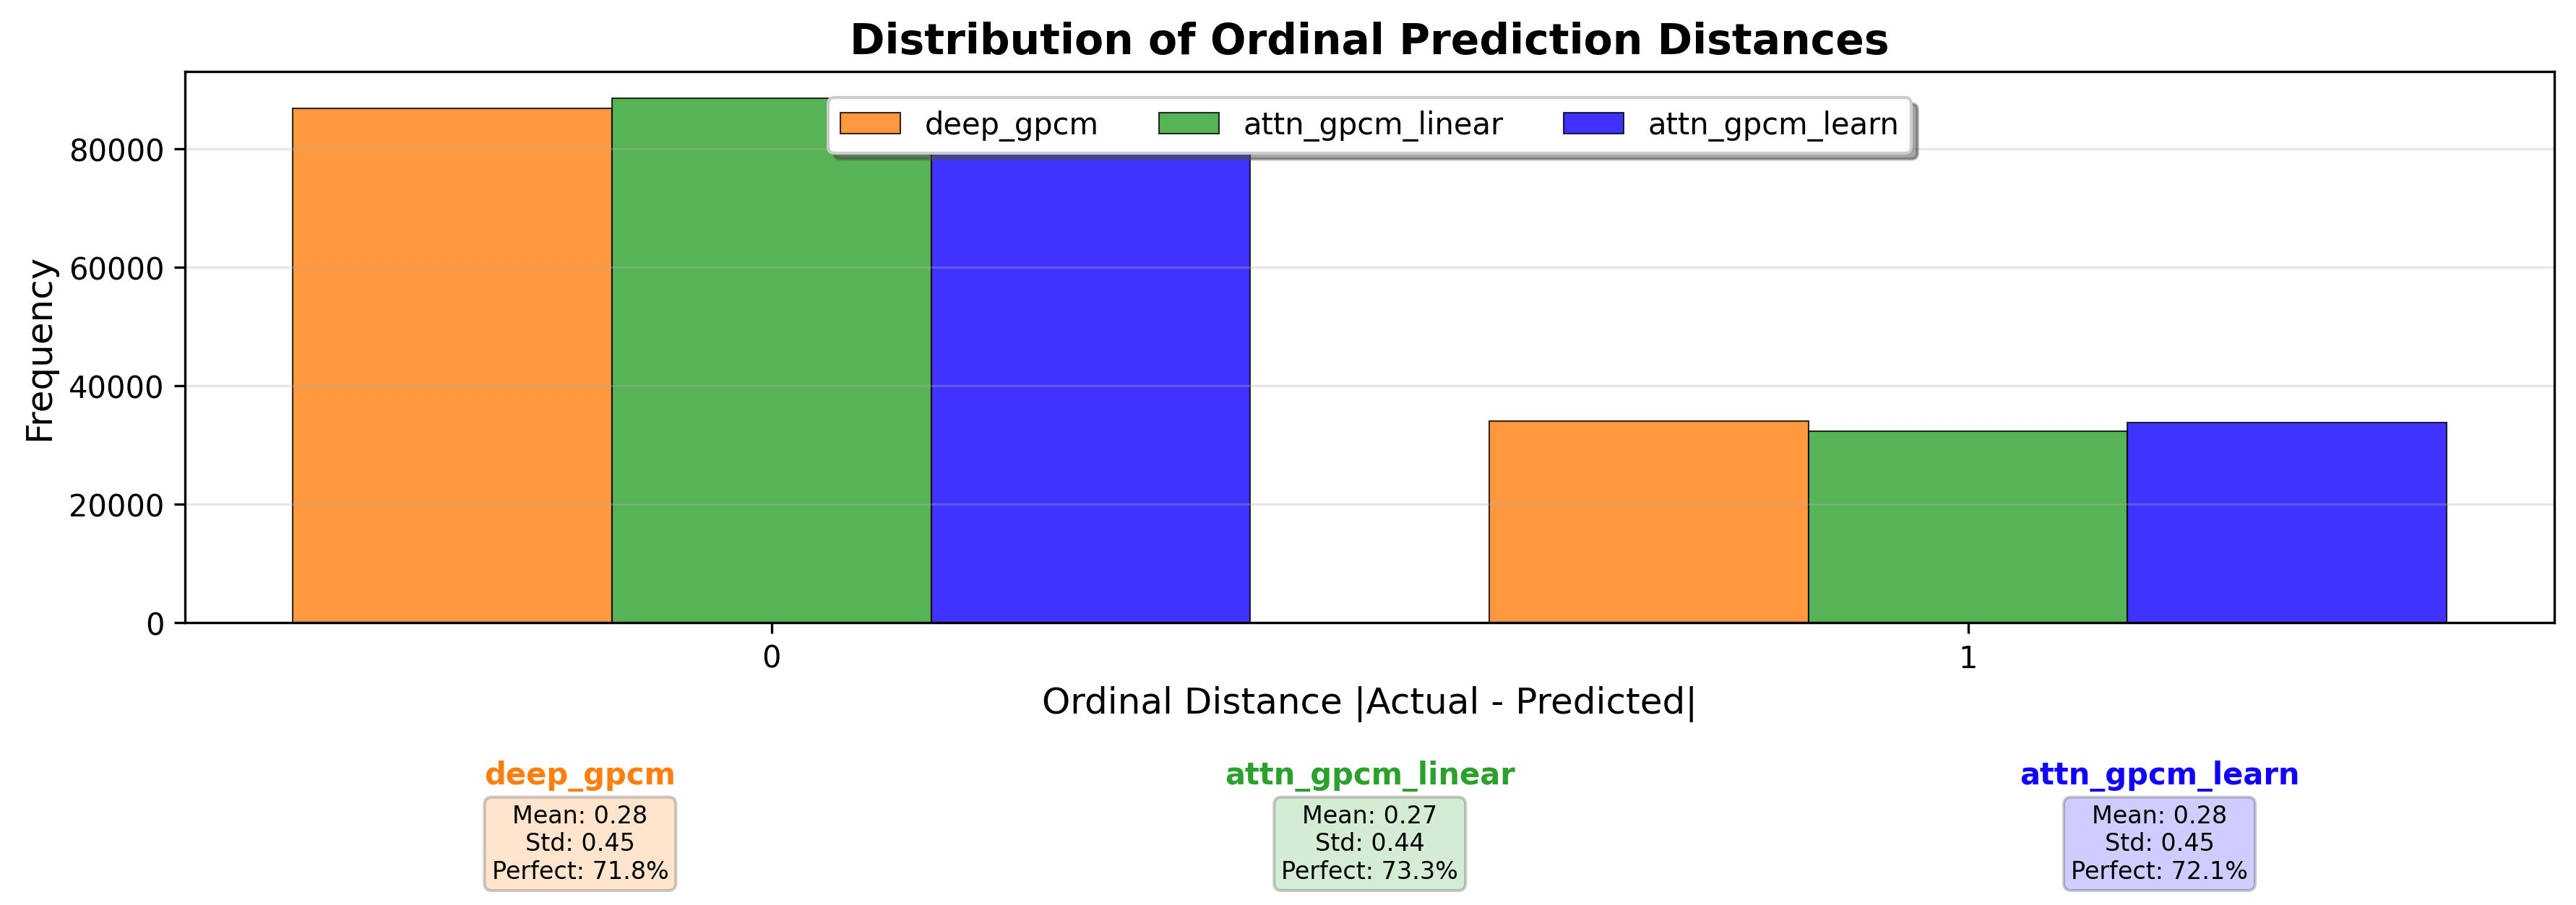 Distribution of Ordinal Prediction Distances
deep_gpcm attn_gpcm_linear attn_gpcm_learn
Frequency
80000
60000
40000
20000
0
0 1
Ordinal Distance |Actual - Predicted|
deep_gpcm
Mean: 0.28
Std: 0.45
Perfect: 71.8%
attn_gpcm_linear
Mean: 0.27
Std: 0.44
Perfect: 73.3%
attn_gpcm_learn
Mean: 0.28
Std: 0.45
Perfect: 72.1%